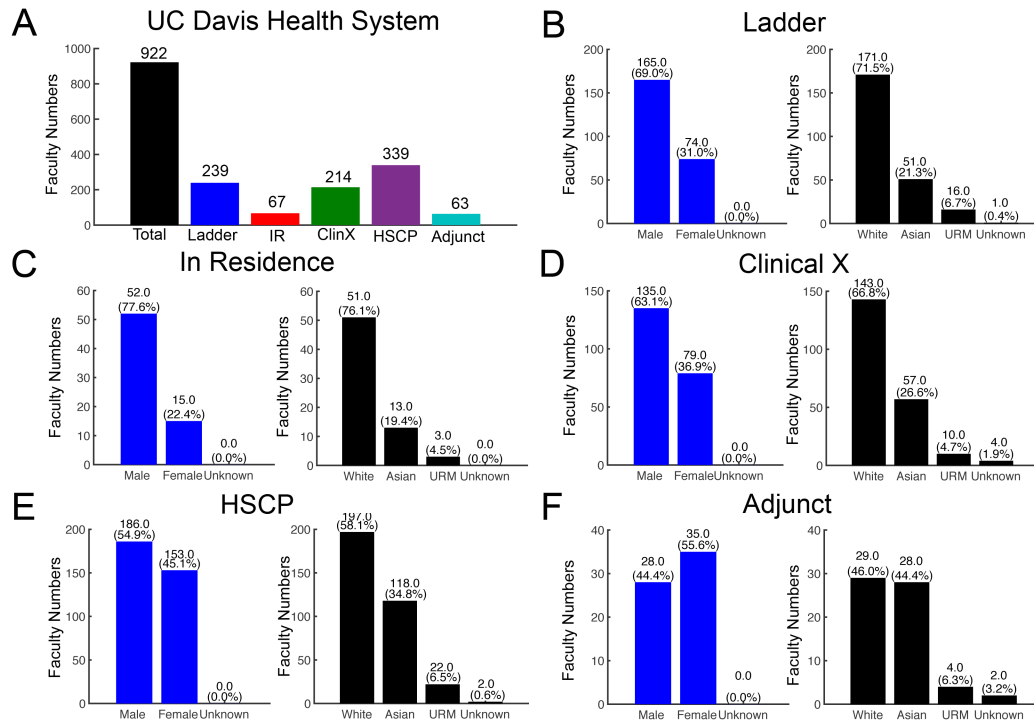 A
UC Davis Health System
Faculty Numbers
1000
800
600
400
200
0
922
239
67
214
339
63
Total
Ladder
IR
ClinX
HSCP
Adjunct
B
Ladder
Faculty Numbers
200
150
100
50
0
165.0
(69.0%)
74.0
(31.0%)
0.0
(0.0%)
Male
Female
Unknown
Faculty Numbers
200
150
100
50
0
171.0
(71.5%)
51.0
(21.3%)
16.0
(6.7%)
1.0
(0.4%)
White
Asian
URM
Unknown
C
In Residence
Faculty Numbers
60
50
40
30
20
10
0
52.0
(77.6%)
15.0
(22.4%)
0.0
(0.0%)
Male
Female
Unknown
Faculty Numbers
60
50
40
30
20
10
0
51.0
(76.1%)
13.0
(19.4%)
3.0
(4.5%)
0.0
(0.0%)
White
Asian
URM
Unknown
D
Clinical X
Faculty Numbers
150
100
50
0
135.0
(63.1%)
79.0
(36.9%)
0.0
(0.0%)
Male
Female
Unknown
Faculty Numbers
150
100
50
0
143.0
(66.8%)
57.0
(26.6%)
10.0
(4.7%)
4.0
(1.9%)
White
Asian
URM
Unknown
E
HSCP
Faculty Numbers
200
150
100
50
0
186.0
(54.9%)
153.0
(45.1%)
0.0
(0.0%)
Male
Female
Unknown
Faculty Numbers
200
150
100
50
0
197.0
(58.1%)
118.0
(34.8%)
22.0
(6.5%)
2.0
(0.6%)
White
Asian
URM
Unknown
F
Adjunct
Faculty Numbers
40
30
20
10
0
28.0
(44.4%)
35.0
(55.6%)
0.0
(0.0%)
Male
Female
Unknown
Faculty Numbers
40
30
20
10
0
29.0
(46.0%)
28.0
(44.4%)
4.0
(6.3%)
2.0
(3.2%)
White
Asian
URM
Unknown